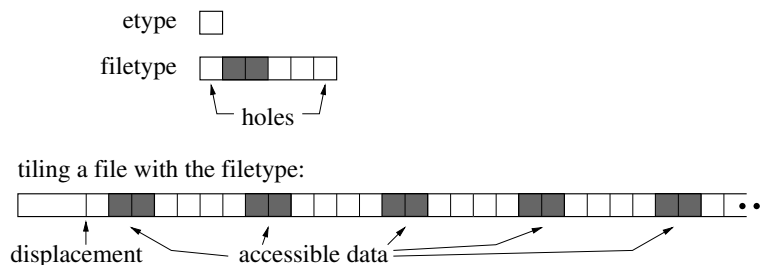 etype
filetype
holes
tiling a file with the filetype:
displacement accessible data